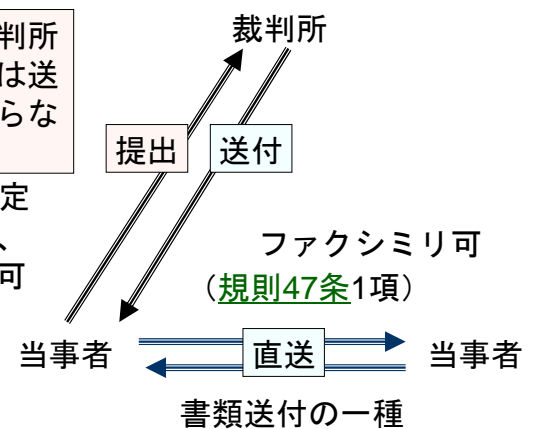 判所
は送
らな
定
、
可
裁判所
提出
送付
ファクシミリ可
（規則47条1項）
当事者
直送
当事者
書類送付の一種